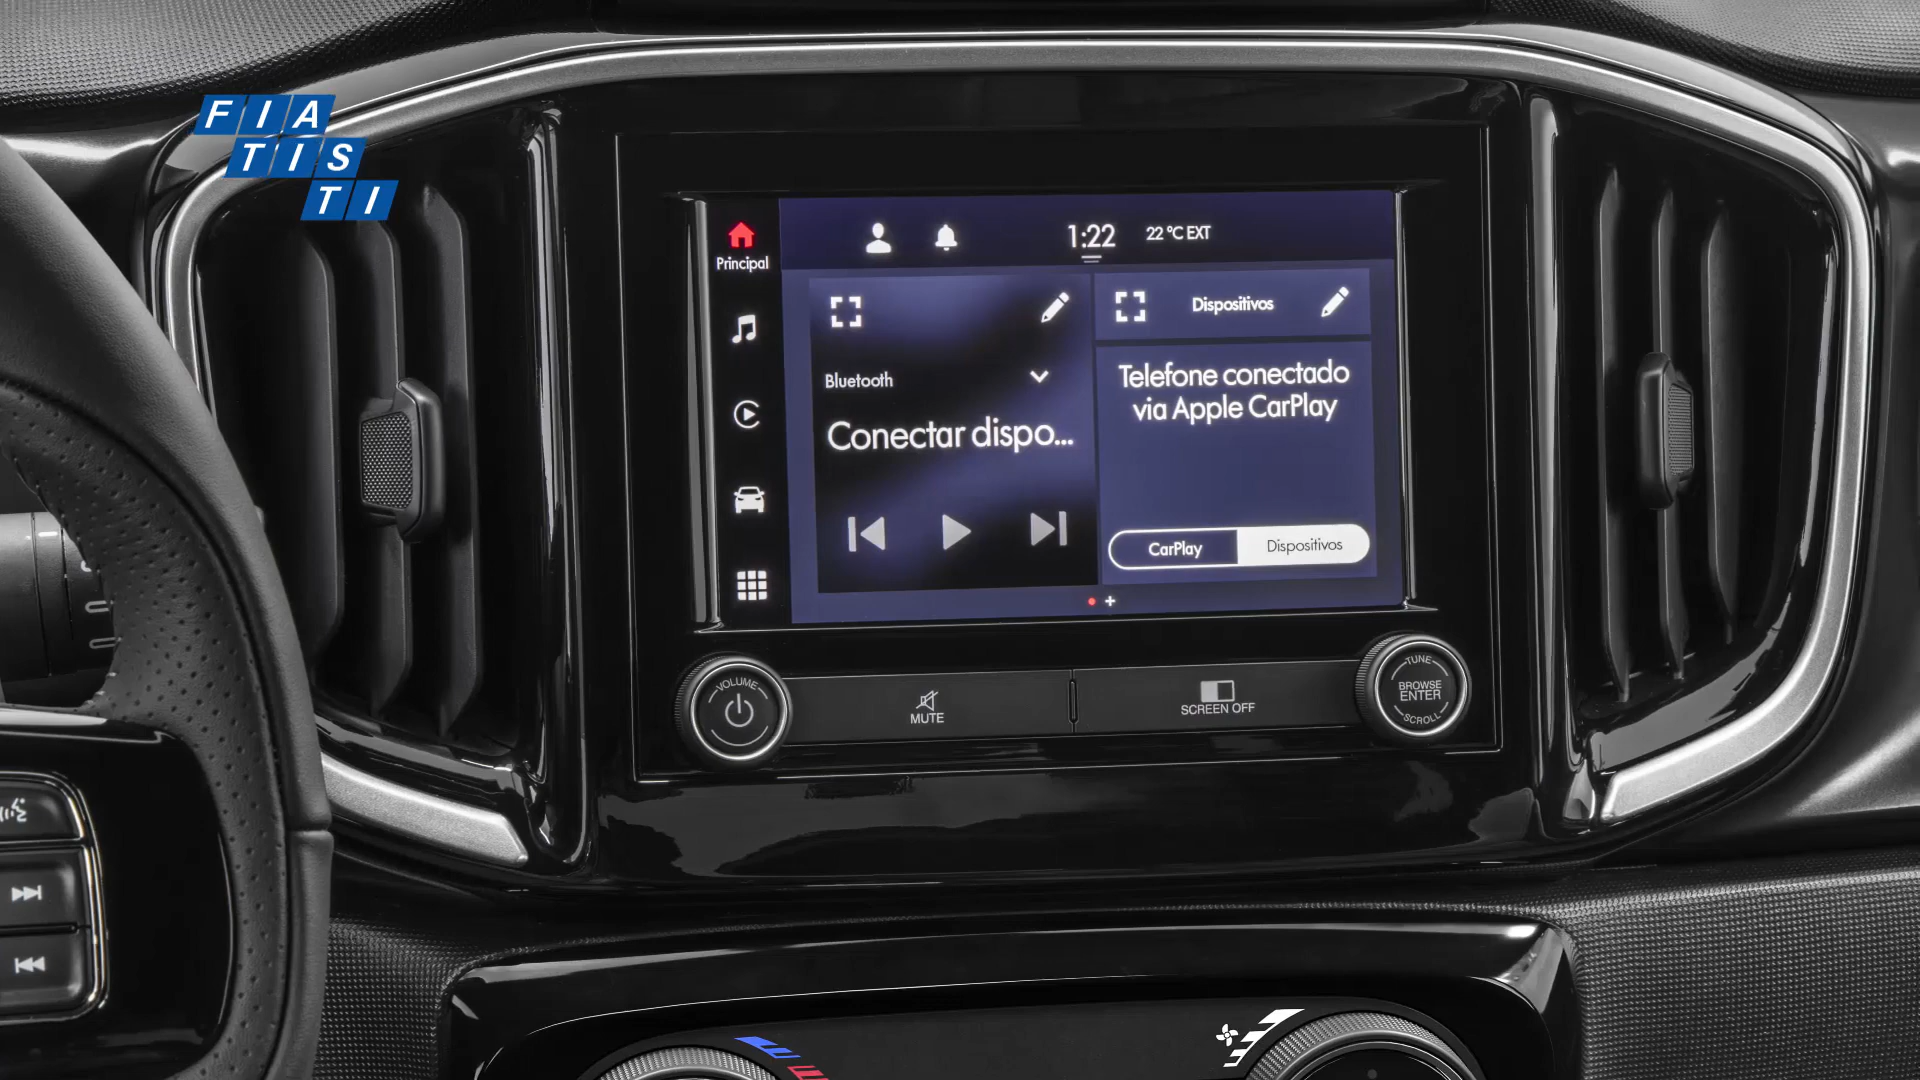 FIA
TIS
TI
Principal
1:22
22 °C EXT
Dispositivos
Bluetooth
Conectar dispo...
Telefone conectado
via Apple CarPlay
CarPlay
Dispositivos
VOLUME
MUTE
SCREEN OFF
TUNE
BROWSE
ENTER
SCROLL